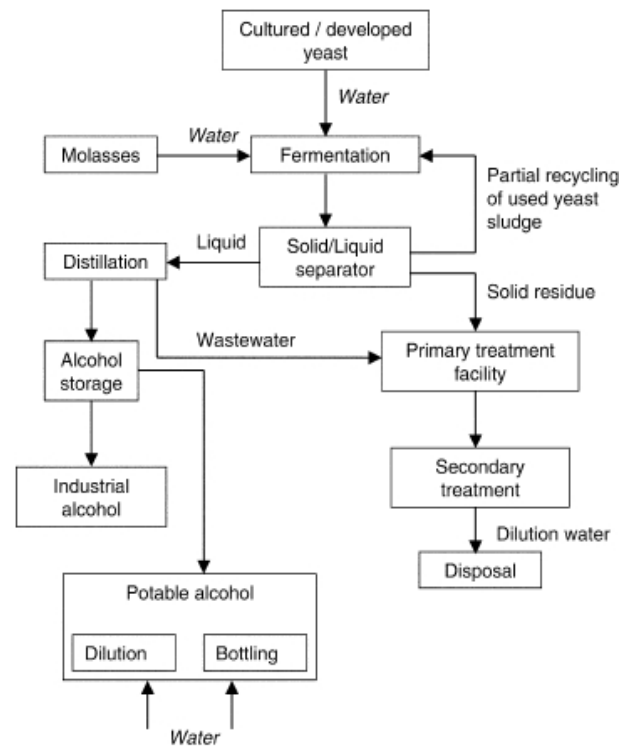 Cultured / developed
yeast
Water
Water
Molasses
Fermentation
Partial recycling
of used yeast
sludge
Liquid
Solid/Liquid
separator
Distillation
Solid residue
Wastewater
Primary treatment
facility
Alcohol
storage
Secondary
treatment
Industrial
alcohol
Dilution water
Disposal
Potable alcohol
Dilution
Bottling
Water